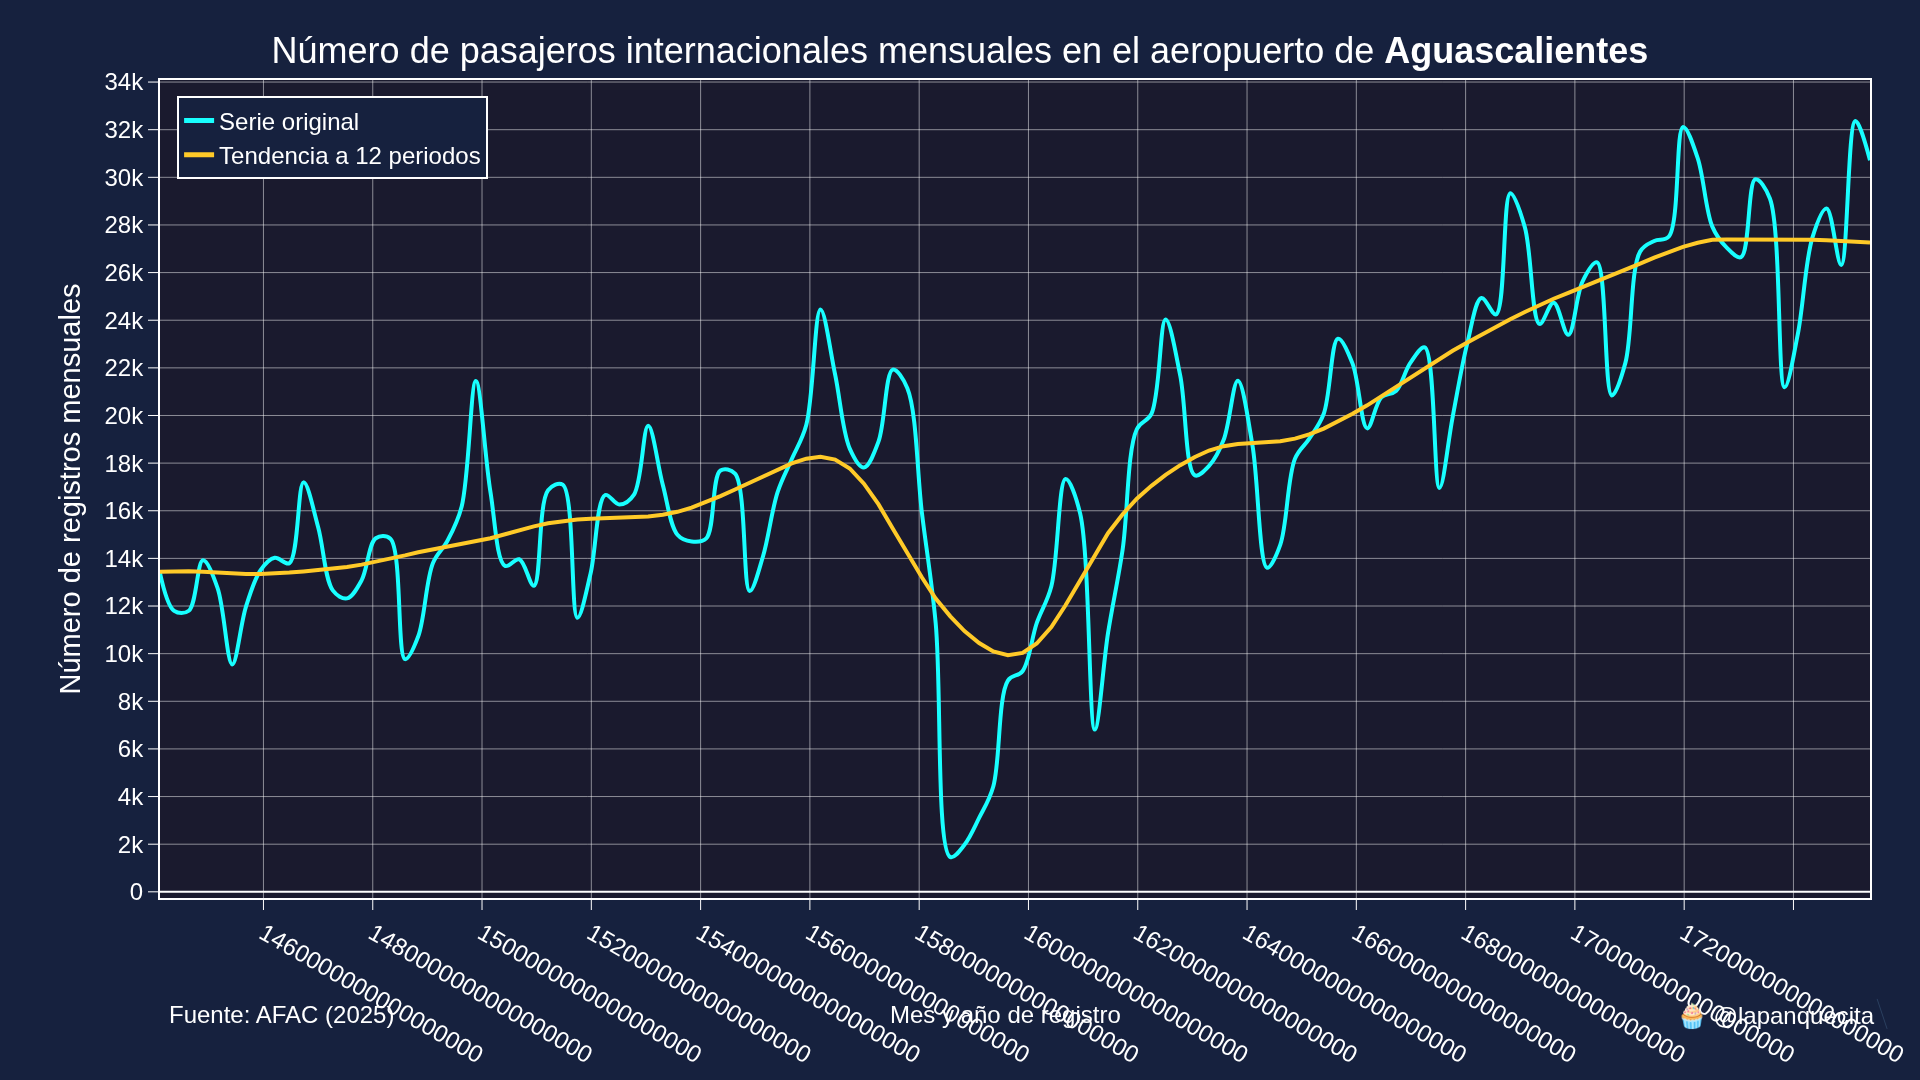 Número de pasajeros internacionales mensuales en el aeropuerto de Aguascalientes
Serie original
Tendencia a 12 periodos
Número de registros mensuales
34k
32k
30k
28k
26k
24k
22k
20k
18k
16k
14k
12k
10k
8k
6k
4k
2k
0
1460000000000000000
1480000000000000000
1500000000000000000
1520000000000000000
1540000000000000000
1560000000000000000
1580000000000000000
1600000000000000000
1620000000000000000
1640000000000000000
1660000000000000000
1680000000000000000
1700000000000000000
1720000000000000000
Fuente: AFAC (2025)
Mes y año de registro
🧁 @lapanquecita